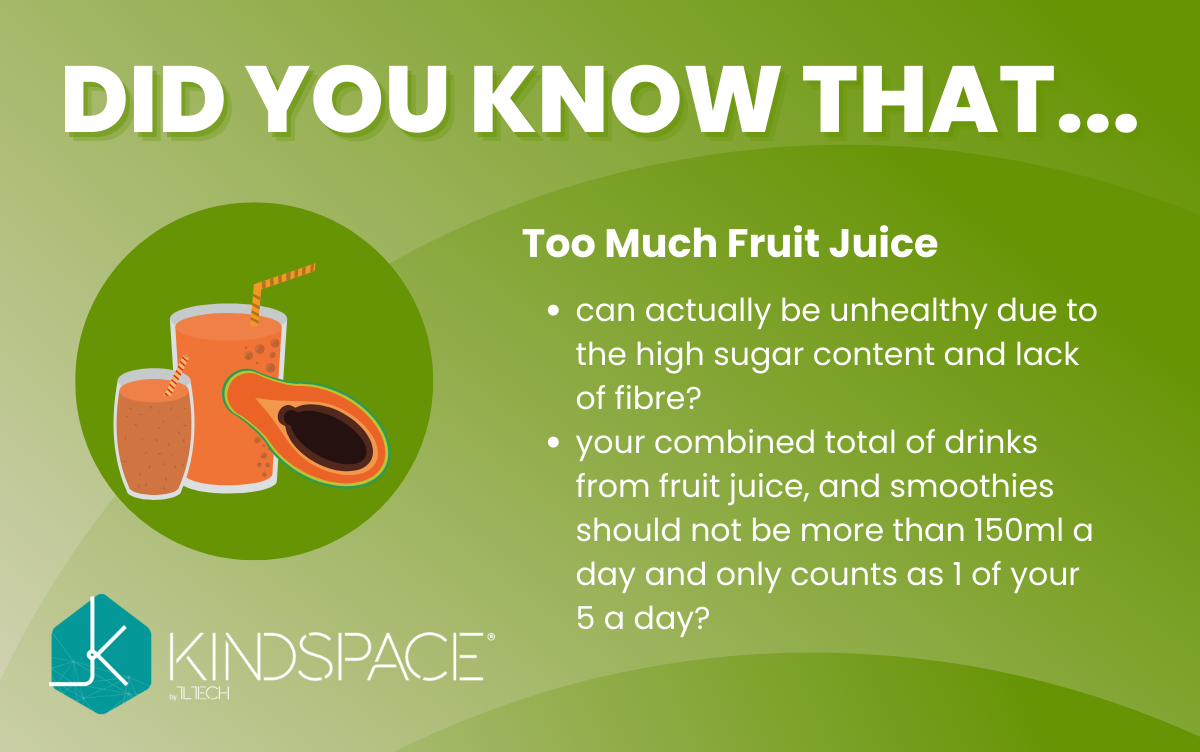 DID YOU KNOW THAT...
Too Much Fruit Juice
• can actually be unhealthy due to
the high sugar content and lack
of fibre?
• your combined total of drinks
from fruit juice, and smoothies
should not be more than 150ml a
day and only counts as 1 of your
5 a day?
KINDSPACE®
by 1LTECH